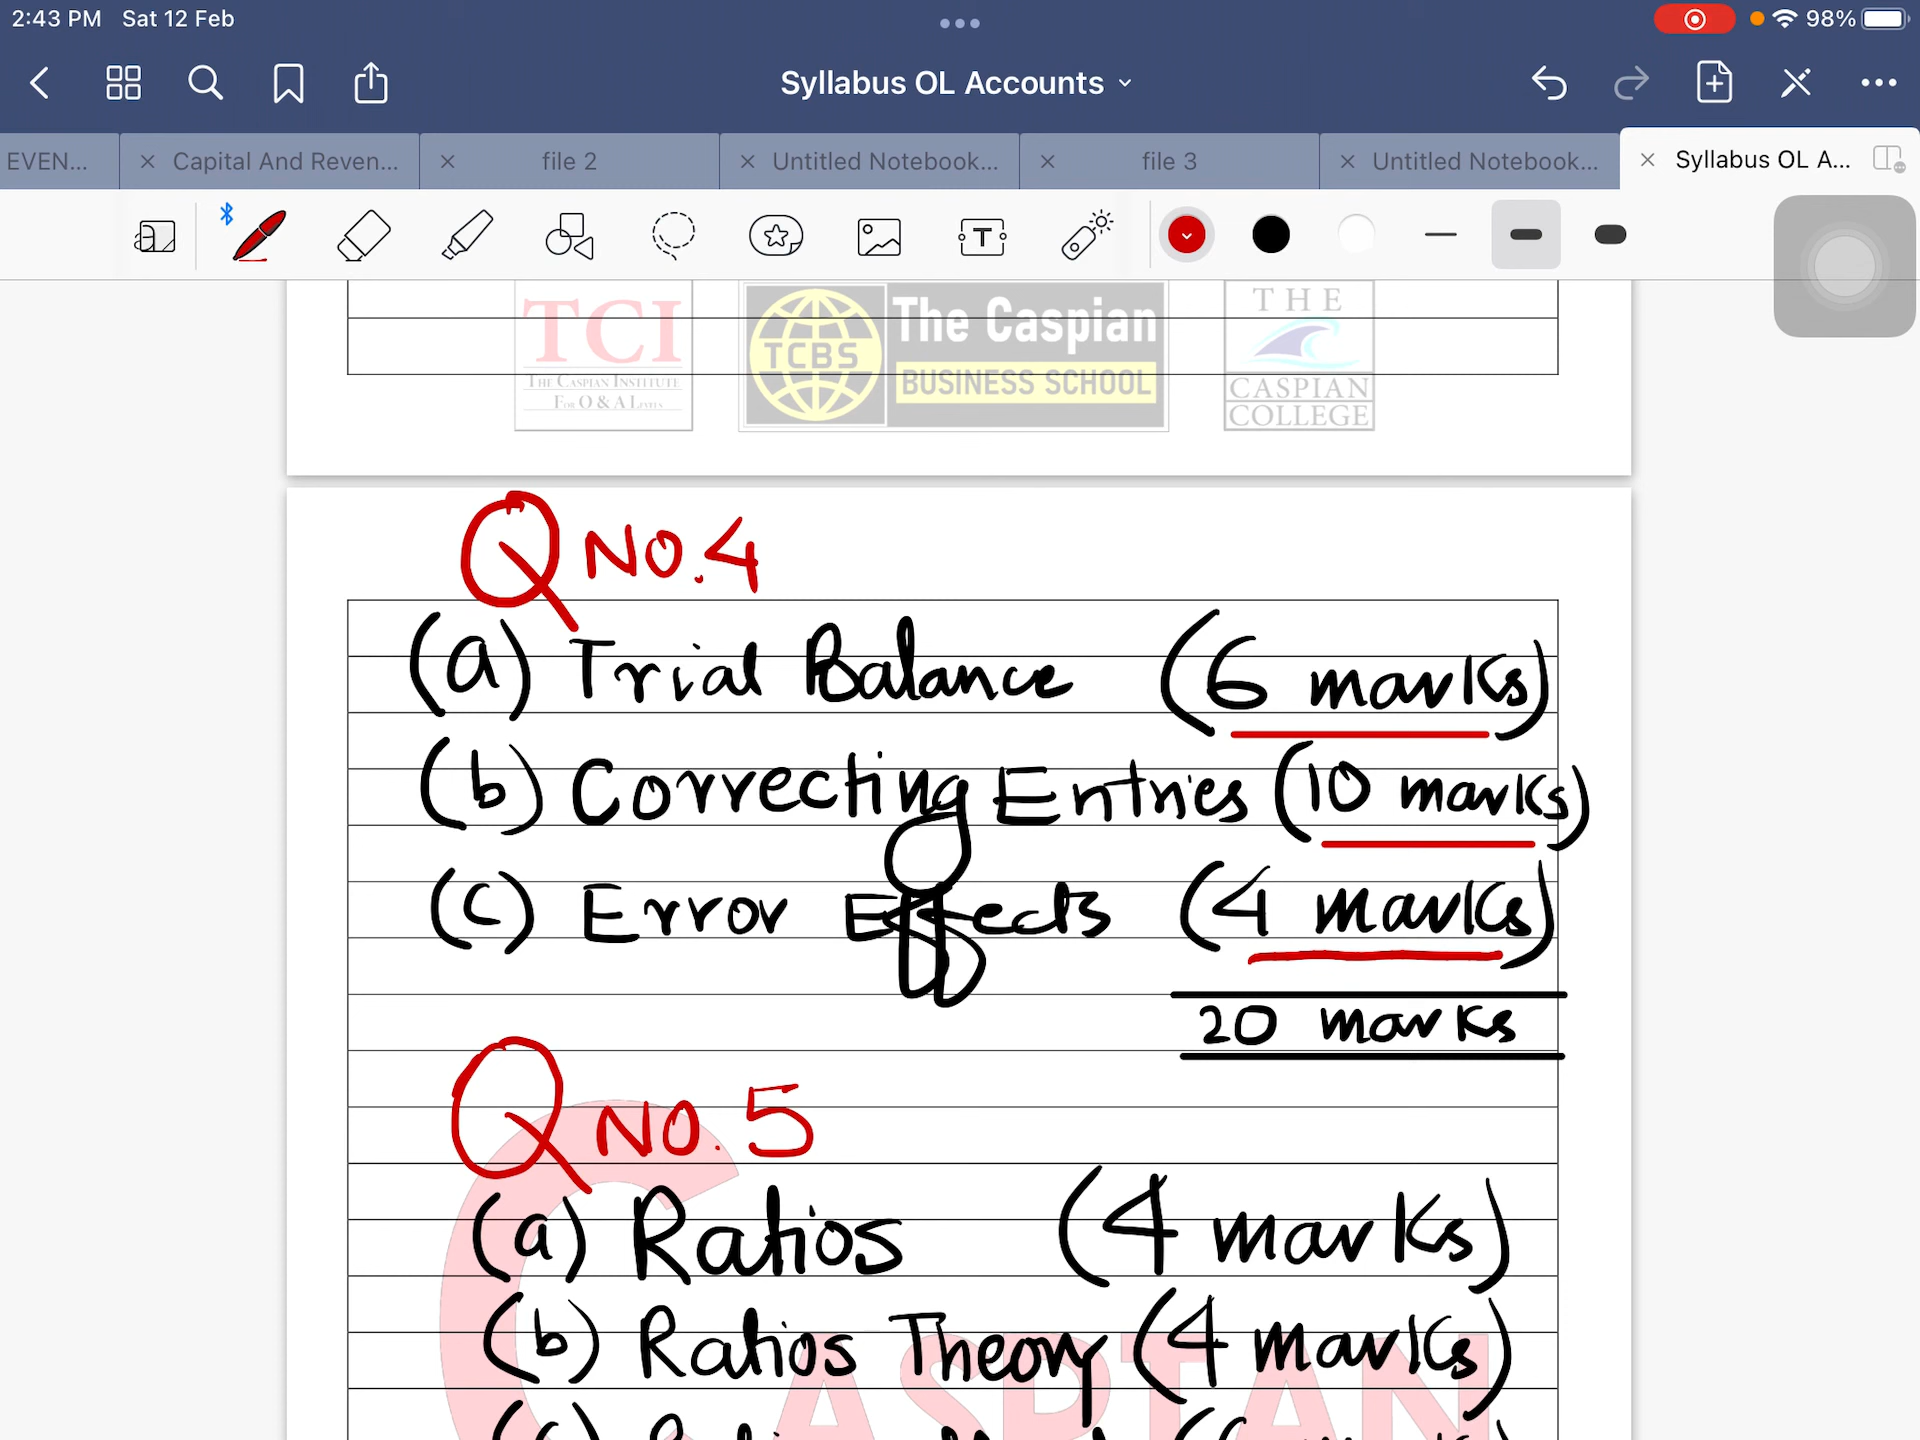 2:43 PM Sat 12 Feb
98%
Syllabus OL Accounts
EVEN...
Capital And Reven...
file 2
Untitled Notebook...
file 3
Untitled Notebook...
Syllabus OL A...
TCI
THE CASPIAN INSTITUTE
FOR O & A LEVELS
TCBS
The Caspian
BUSINESS SCHOOL
THE
CASPIAN
COLLEGE
Q NO.4
(a) Trial Balance (6 marks)
(b) Correcting Entries (10 marks)
(c) Error Effects (4 marks)
20 marks
Q NO.5
(a) Ratios (4 marks)
(b) Ratios Theory (4 marks)
CASPIAN